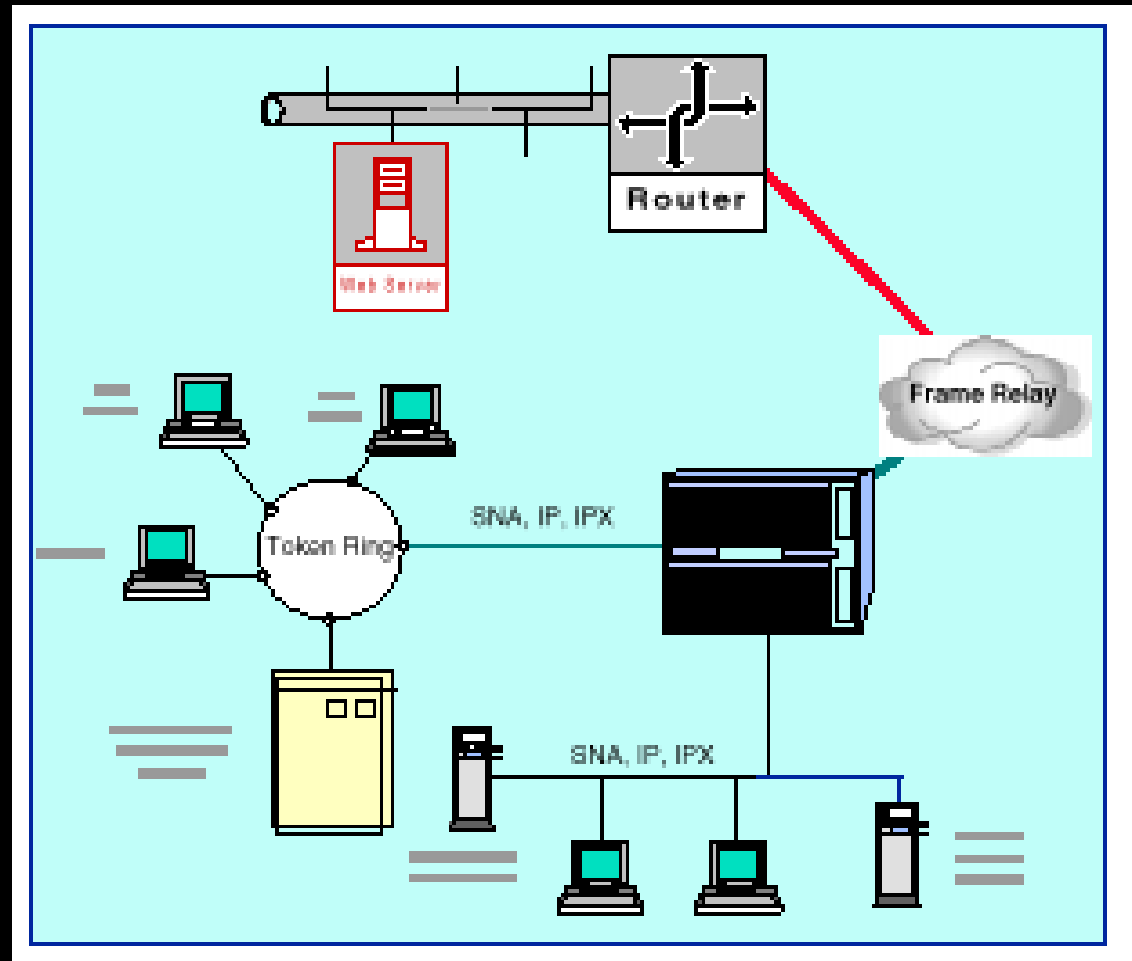 Router
Web Server
Frame Relay
SNA, IP, IPX
Token Ring
SNA, IP, IPX